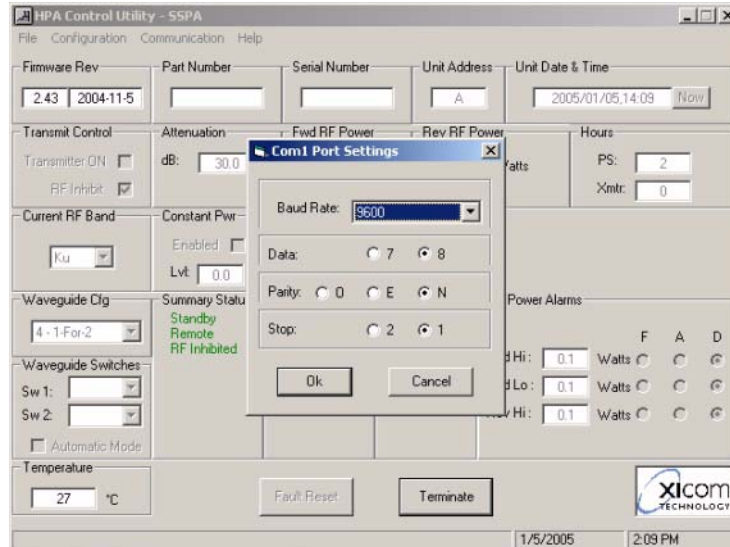 HPA Control Utility - SSPA
File Configuration Communication Help
Firmware Rev Part Number Serial Number Unit Address Unit Date & Time
2.43 2004-11-5 A 2005/01/05,14:09 Now
Transmit Control Attenuation Fwd RF Power Rev RF Power Hours
Transmitter ON dB: 30.0 PS: 2
RF Inhibit Xmtr: 0
Com1 Port Settings
Baud Rate: 9600
Data: 7 8
Parity: O E N
Stop: 2 1
Ok Cancel
Current RF Band Constant Pwr
Ku Enabled
Lvl: 0.0
Waveguide Cfg Summary Power Alarms
4 - 1-For-2 Standby
Remote
RF Inhibited
F A D
Hi: 0.1 Watts
Lo: 0.1 Watts
Hi: 0.1 Watts
Waveguide Switches
Sw 1:
Sw 2:
Automatic Mode
Temperature
27 °C Fault Reset Terminate
XICOM
TECHNOLOGY
1/5/2005 2:09 PM